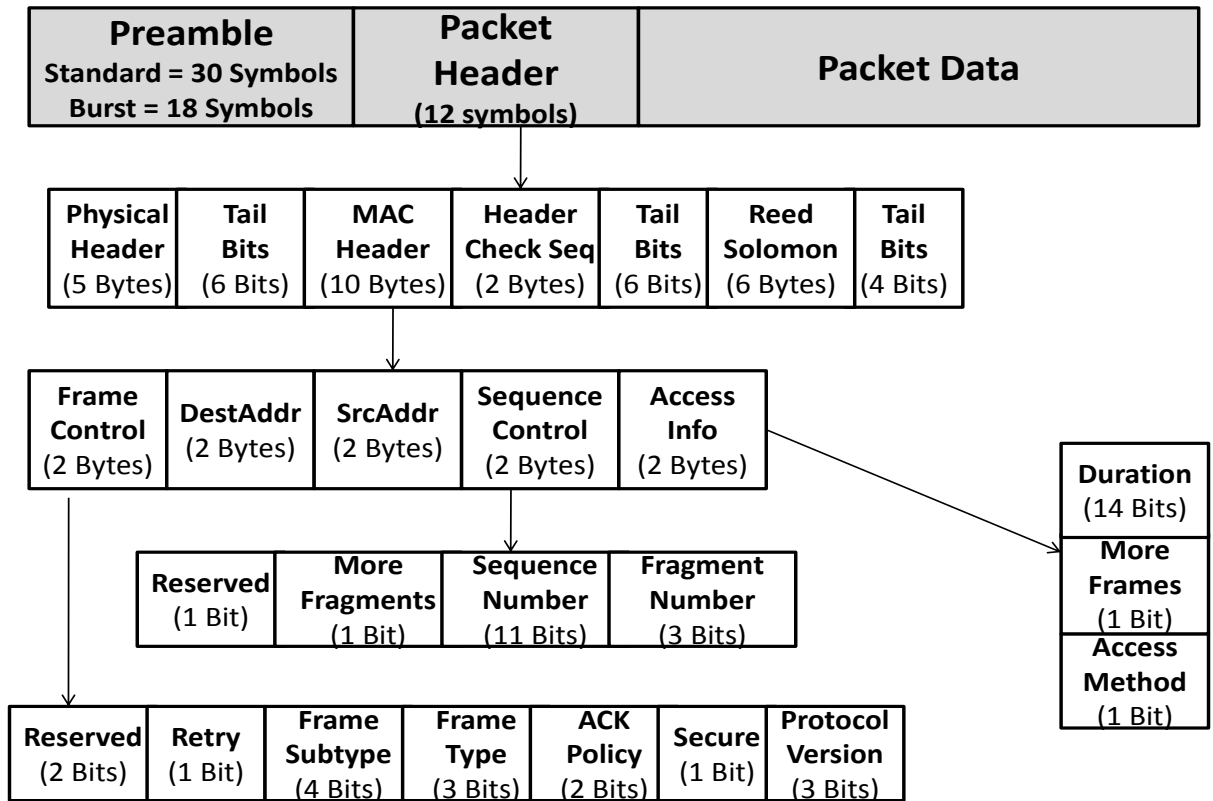 Preamble
Standard = 30 Symbols
Burst = 18 Symbols
Packet
Header
(12 symbols)
Packet Data
Physical
Header
(5 Bytes)
Tail
Bits
(6 Bits)
MAC
Header
(10 Bytes)
Header
Check Seq
(2 Bytes)
Tail
Bits
(6 Bits)
Reed
Solomon
(6 Bytes)
Tail
Bits
(4 Bits)
Frame
Control
(2 Bytes)
DestAddr
(2 Bytes)
SrcAddr
(2 Bytes)
Sequence
Control
(2 Bytes)
Access
Info
(2 Bytes)
Duration
(14 Bits)
More
Frames
(1 Bit)
Access
Method
(1 Bit)
Reserved
(1 Bit)
More
Fragments
(1 Bit)
Sequence
Number
(11 Bits)
Fragment
Number
(3 Bits)
Reserved
(2 Bits)
Retry
(1 Bit)
Frame
Subtype
(4 Bits)
Frame
Type
(3 Bits)
ACK
Policy
(2 Bits)
Secure
(1 Bit)
Protocol
Version
(3 Bits)